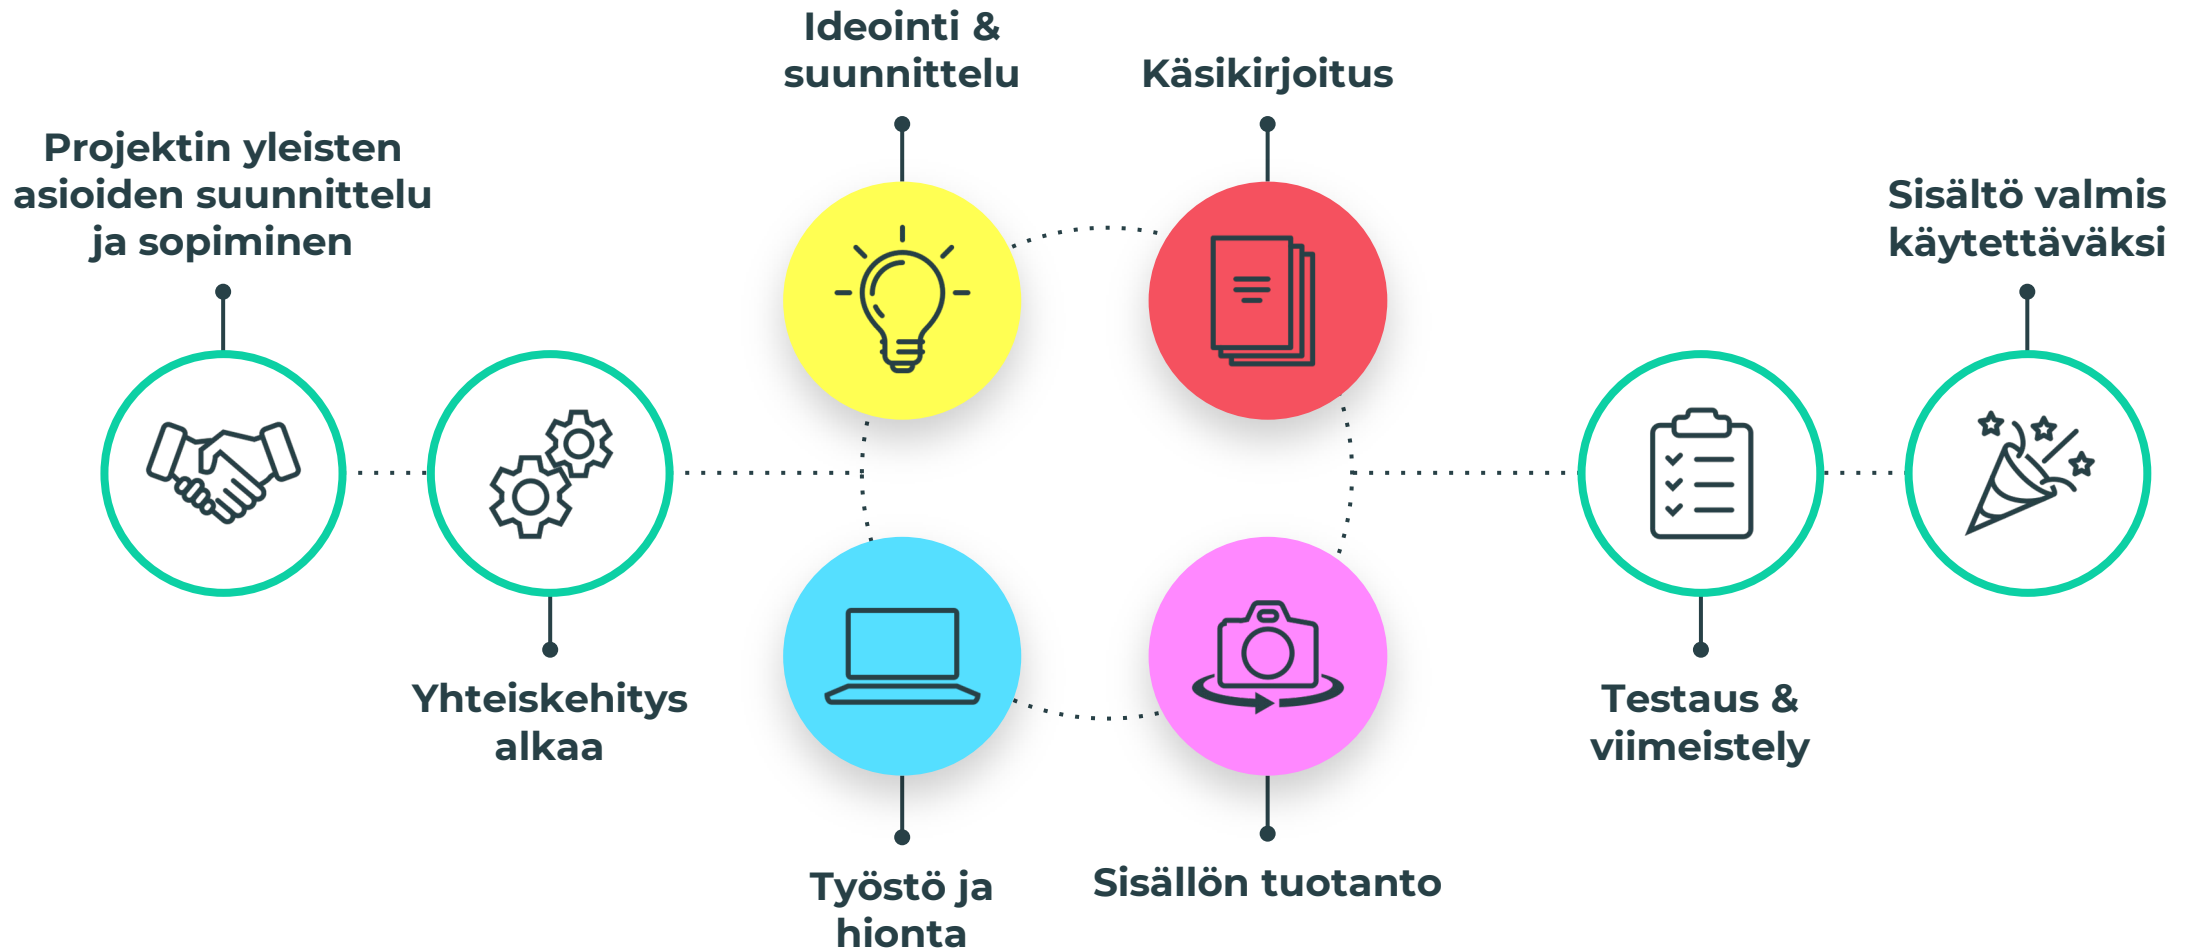 Projektin yleisten
asioiden suunnittelu
ja sopiminen
Yhteiskehitys
alkaa
Ideointi &
suunnittelu
Käsikirjoitus
Työstö ja
hionta
Sisällön tuotanto
Testaus &
viimeistely
Sisältö valmis
käytettäväksi